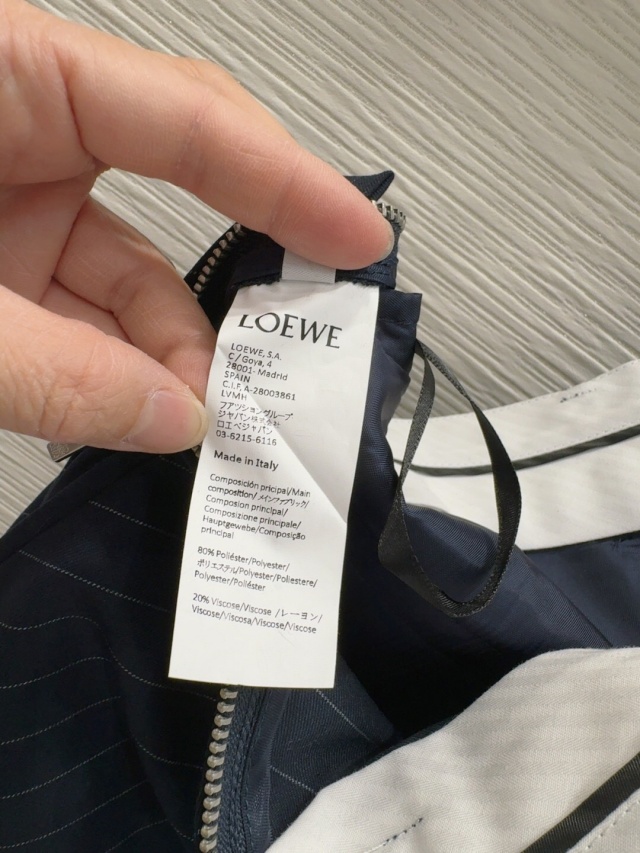 LOEWE
LOEWE, S.A.
C/Goya, 4
28001- Madrid
SPAIN
C.I.F. A-28003861
LVMH
ファッショングループ
ジャパン株式会社
ロエベジャパン
03-6215-6116
Made in Italy
Composición pricipal/Main
composition/メインファブリック/
Composion principale/
Composizione principale/
Hauptgewebe/Composição
principal
80% Poliéster/Polyester/
ポリエステル/Polyester/Poliestere/
Polyester/Poliéster
20% Viscose/Viscose /レーヨン/
Viscose/Viscosa/Viscose/Viscose